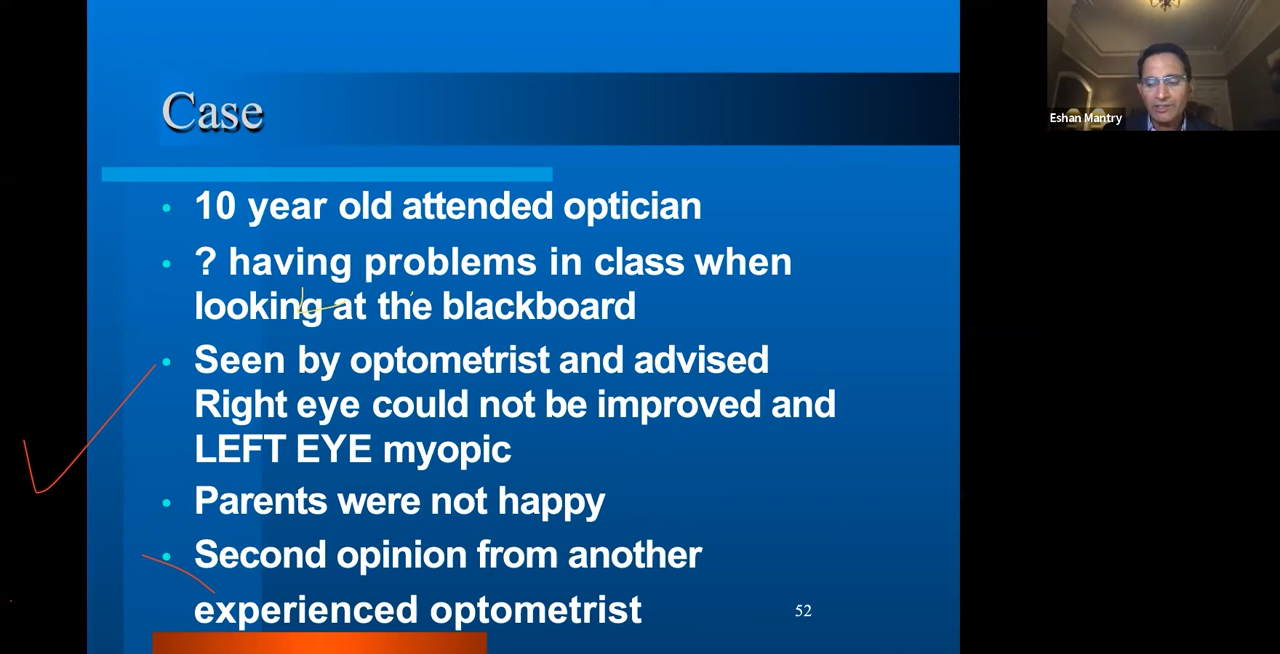 Case
10 year old attended optician
? having problems in class when
looking at the blackboard
Seen by optometrist and advised
Right eye could not be improved and
LEFT EYE myopic
Parents were not happy
Second opinion from another
experienced optometrist
52
Eshan Mantry